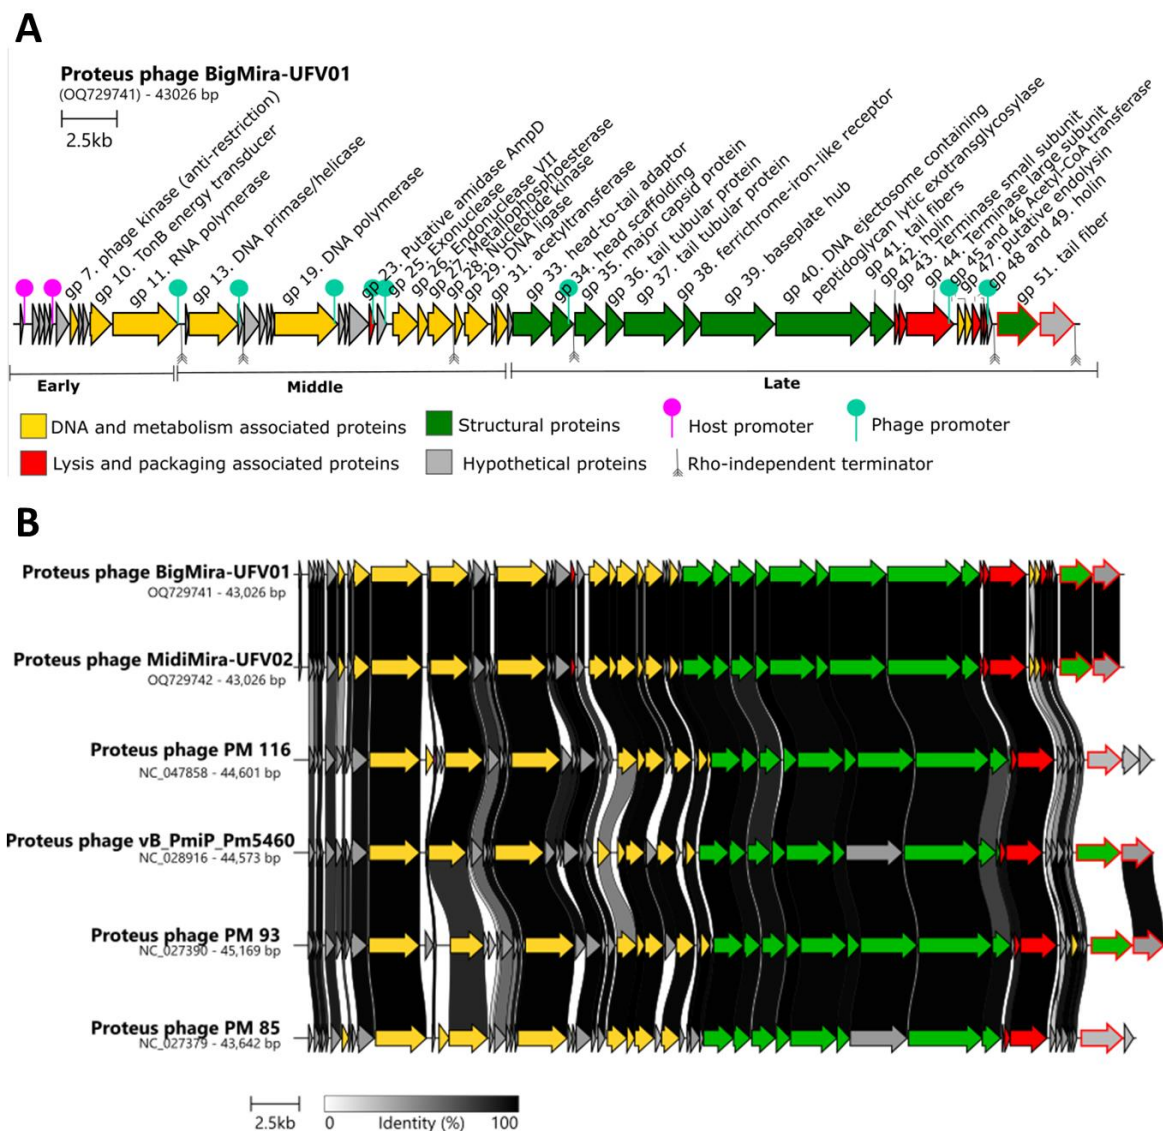 A
Proteus phage BigMira-UFV01
(OQ729741) - 43026 bp
2.5kb
gp 7. phage kinase (anti-restriction)
gp 10. TonB energy transducer
gp 11. RNA polymerase
gp 13. DNA primase/helicase
gp 19. DNA polymerase
gp 23. Putative amidase AmpD
gp 25. Exonuclease
gp 26. Endonuclease VII
gp 27. Metallophosphoesterase
gp 28. Nucleotide kinase
gp 29. DNA ligase
gp 31. acetyltransferase
gp 33. head-to-tail adaptor
gp 34. head scaffolding
gp 35. major capsid protein
gp 36. tail tubular protein
gp 37. tail tubular protein
gp 38. ferrichrome-iron-like receptor
gp 39. baseplate hub
gp 40. DNA ejectosome containing
peptidoglycan lytic exotransglycosylase
gp 41. tail fibers
gp 42. holin
gp 43. Terminase small subunit
gp 44. Terminase large subunit
gp 45 and 46 Acetyl-CoA transferase
gp 47. putative endolysin
gp 48 and 49. holin
gp 51. tail fiber
Early
Middle
Late
DNA and metabolism associated proteins
Structural proteins
Host promoter
Phage promoter
Lysis and packaging associated proteins
Hypothetical proteins
Rho-independent terminator
B
Proteus phage BigMira-UFV01
OQ729741 - 43,026 bp
Proteus phage MidiMira-UFV02
OQ729742 - 43,026 bp
Proteus phage PM 116
NC_047858 - 44,601 bp
Proteus phage vB_PmiP_Pm5460
NC_028916 - 44,573 bp
Proteus phage PM 93
NC_027390 - 45,169 bp
Proteus phage PM 85
NC_027379 - 43,642 bp
2.5kb
0 Identity (%) 100